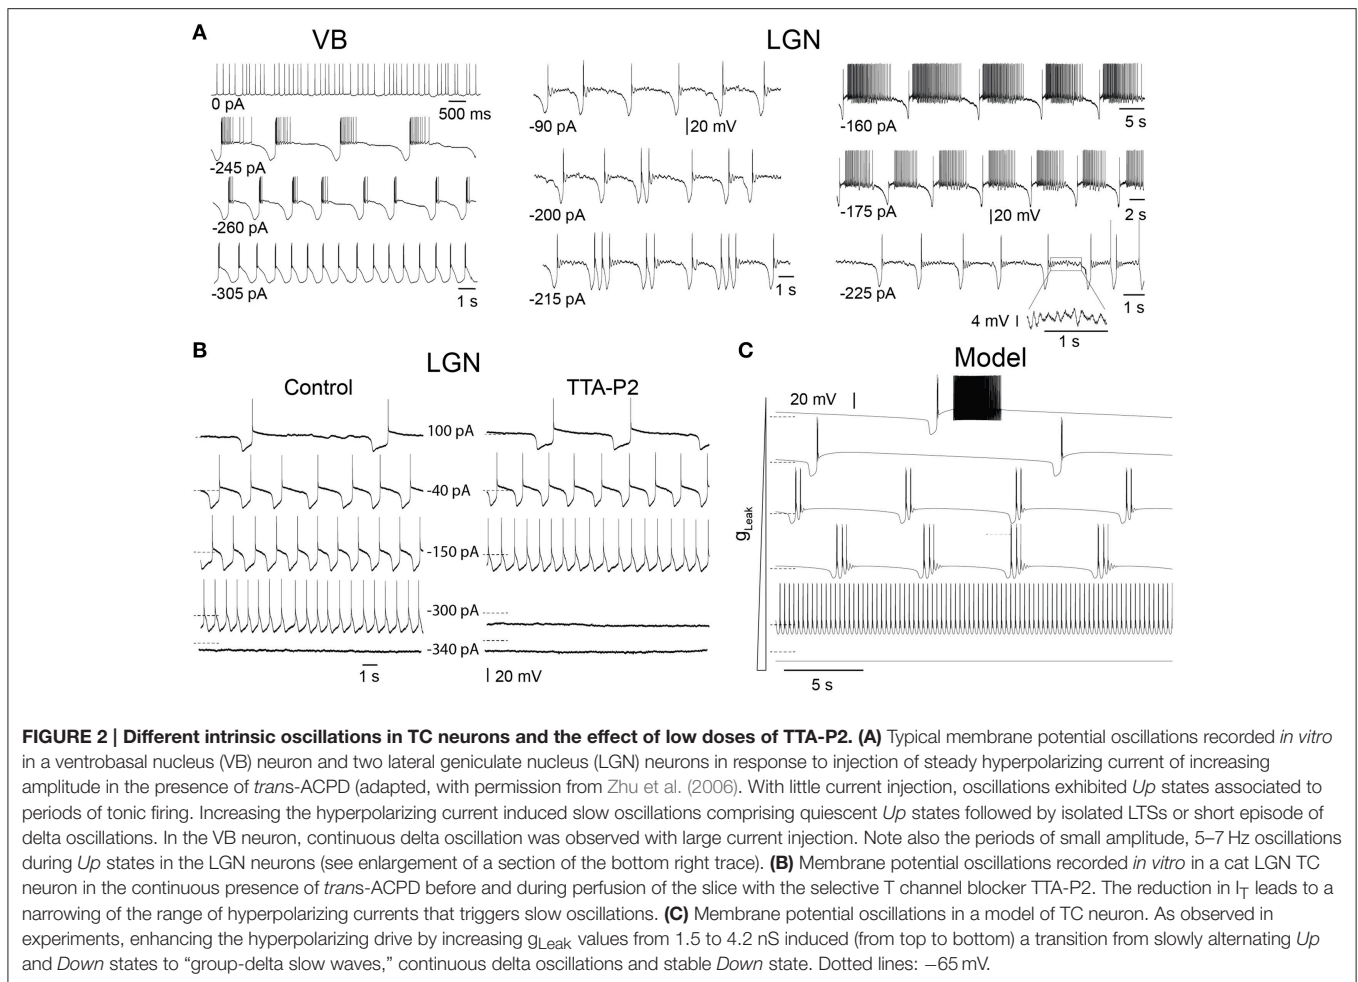 A
VB
LGN
0 pA
500 ms
-245 pA
-260 pA
-305 pA
1 s
-90 pA
20 mV
-200 pA
-215 pA
1 s
-160 pA
5 s
-175 pA
20 mV
2 s
-225 pA
1 s
4 mV
1 s
B
LGN
Control
TTA-P2
100 pA
-40 pA
-150 pA
-300 pA
-340 pA
1 s
20 mV
C
Model
20 mV
gLeak
5 s
FIGURE 2 | Different intrinsic oscillations in TC neurons and the effect of low doses of TTA-P2. (A) Typical membrane potential oscillations recorded in vitro
in a ventrobasal nucleus (VB) neuron and two lateral geniculate nucleus (LGN) neurons in response to injection of steady hyperpolarizing current of increasing
amplitude in the presence of trans-ACPD (adapted, with permission from Zhu et al. (2006). With little current injection, oscillations exhibited Up states associated to
periods of tonic firing. Increasing the hyperpolarizing current induced slow oscillations comprising quiescent Up states followed by isolated LTSs or short episode of
delta oscillations. In the VB neuron, continuous delta oscillation was observed with large current injection. Note also the periods of small amplitude, 5–7 Hz oscillations
during Up states in the LGN neurons (see enlargement of a section of the bottom right trace). (B) Membrane potential oscillations recorded in vitro in a cat LGN TC
neuron in the continuous presence of trans-ACPD before and during perfusion of the slice with the selective T channel blocker TTA-P2. The reduction in IT leads to a
narrowing of the range of hyperpolarizing currents that triggers slow oscillations. (C) Membrane potential oscillations in a model of TC neuron. As observed in
experiments, enhancing the hyperpolarizing drive by increasing gLeak values from 1.5 to 4.2 nS induced (from top to bottom) a transition from slowly alternating Up
and Down states to “group-delta slow waves,” continuous delta oscillations and stable Down state. Dotted lines: −65 mV.